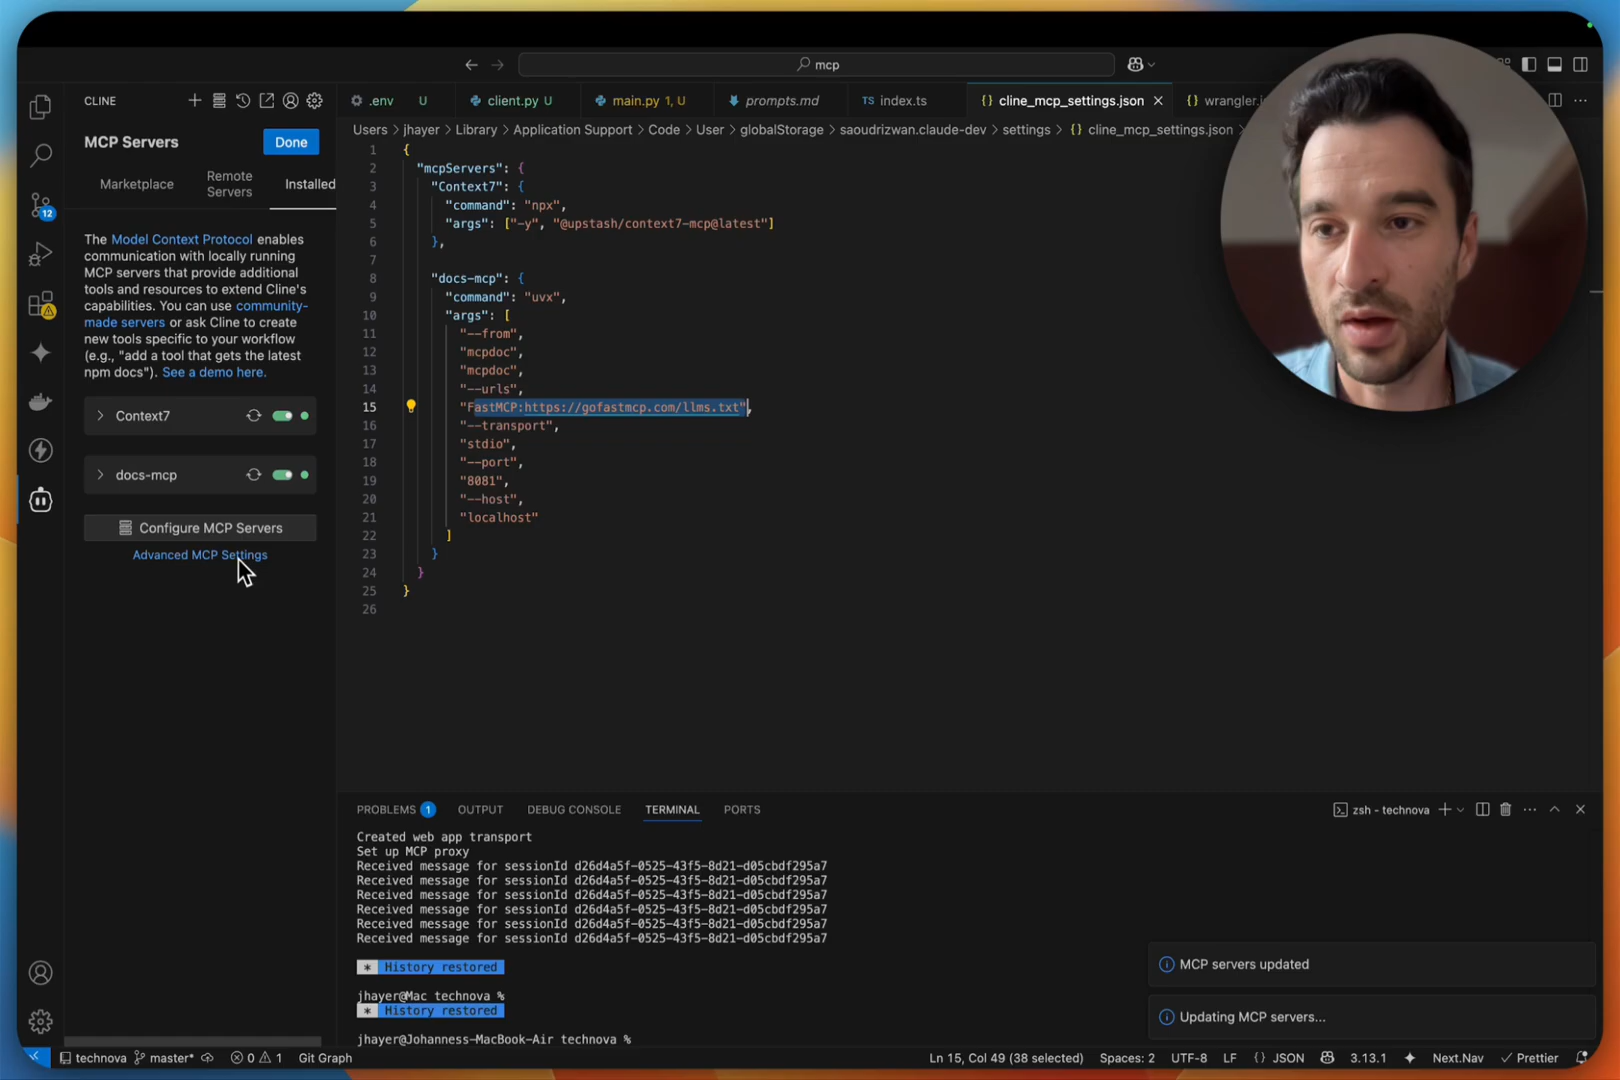 mcp
CLINE
MCP Servers
Done
Marketplace
Remote Servers
Installed
The Model Context Protocol enables
communication with locally running
MCP servers that provide additional
tools and resources to extend Cline's
capabilities. You can use community-
made servers or ask Cline to create
new tools specific to your workflow
(e.g., "add a tool that gets the latest
npm docs"). See a demo here.
Context7
docs-mcp
Configure MCP Servers
Advanced MCP Settings
12
.env U
client.py U
main.py 1, U
prompts.md
TS index.ts
{} cline_mcp_settings.json
{} wrangler.
Users > jhayer > Library > Application Support > Code > User > globalStorage > saoudrizwan.claude-dev > settings > {} cline_mcp_settings.json
1 {
2 "mcpServers": {
3 "Context7": {
4 "command": "npx",
5 "args": ["-y", "@upstash/context7-mcp@latest"]
6 },
7
8 "docs-mcp": {
9 "command": "uvx",
10 "args": [
11 "--from",
12 "mcpdoc",
13 "mcpdoc",
14 "--urls",
15 "FastMCP:https://gofastmcp.com/llms.txt",
16 "--transport",
17 "stdio",
18 "--port",
19 "8081",
20 "--host",
21 "localhost"
22 ]
23 }
24 }
25 }
26
PROBLEMS 1 OUTPUT DEBUG CONSOLE TERMINAL PORTS
zsh - technova
Created web app transport
Set up MCP proxy
Received message for sessionId d26d4a5f-0525-43f5-8d21-d05cbdf295a7
Received message for sessionId d26d4a5f-0525-43f5-8d21-d05cbdf295a7
Received message for sessionId d26d4a5f-0525-43f5-8d21-d05cbdf295a7
Received message for sessionId d26d4a5f-0525-43f5-8d21-d05cbdf295a7
Received message for sessionId d26d4a5f-0525-43f5-8d21-d05cbdf295a7
Received message for sessionId d26d4a5f-0525-43f5-8d21-d05cbdf295a7
* History restored
jhayer@Mac technova %
* History restored
jhayer@Johanness-MacBook-Air technova %
MCP servers updated
Updating MCP servers...
technova master* 0 1 Git Graph
Ln 15, Col 49 (38 selected) Spaces: 2 UTF-8 LF {} JSON 3.13.1 Next.Nav Prettier